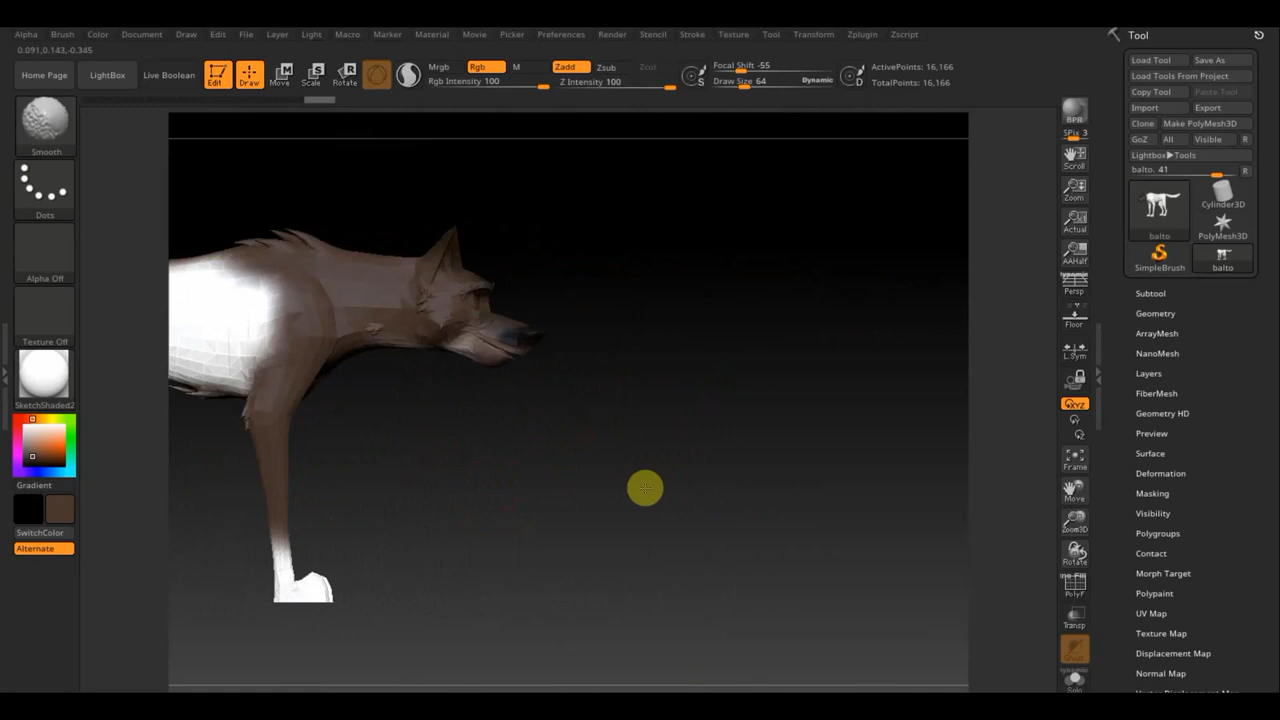 Alpha Brush Color Document Draw Edit File Layer Light Macro Marker Material Movie Picker Preferences Render Stencil Stroke Texture Tool Transform Zplugin Zscript
Tool
0.091,0.143,-0.345
Home Page
LightBox
Live Boolean
Edit
Draw
Move
Scale
Rotate
Mrgb
Rgb
M
Rgb Intensity 100
Zadd
Zsub
Zcut
Z Intensity 100
S
Focal Shift -55
Draw Size 64
Dynamic
D
ActivePoints: 16,166
TotalPoints: 16,166
Load Tool
Save As
Load Tools From Project
Copy Tool
Paste Tool
Import
Export
Clone
Make PolyMesh3D
GoZ
All
Visible
R
Lightbox▶Tools
balto. 41
R
balto
Cylinder3D
PolyMesh3D
SimpleBrush
balto
Subtool
Geometry
ArrayMesh
NanoMesh
Layers
FiberMesh
Geometry HD
Preview
Surface
Deformation
Masking
Visibility
Polygroups
Contact
Morph Target
Polypaint
UV Map
Texture Map
Displacement Map
Normal Map
Vector Displacement Map
Smooth
Dots
Alpha Off
Texture Off
SketchShaded2
Gradient
SwitchColor
Alternate
BPR
SPix 3
Scroll
Zoom
Actual
AAHalf
Dynamic
Persp
Floor
L.Sym
XYZ
Y
Z
Frame
Move
Zoom3D
Rotate
PolyF
Transp
Ghost
Dynamic
Solo